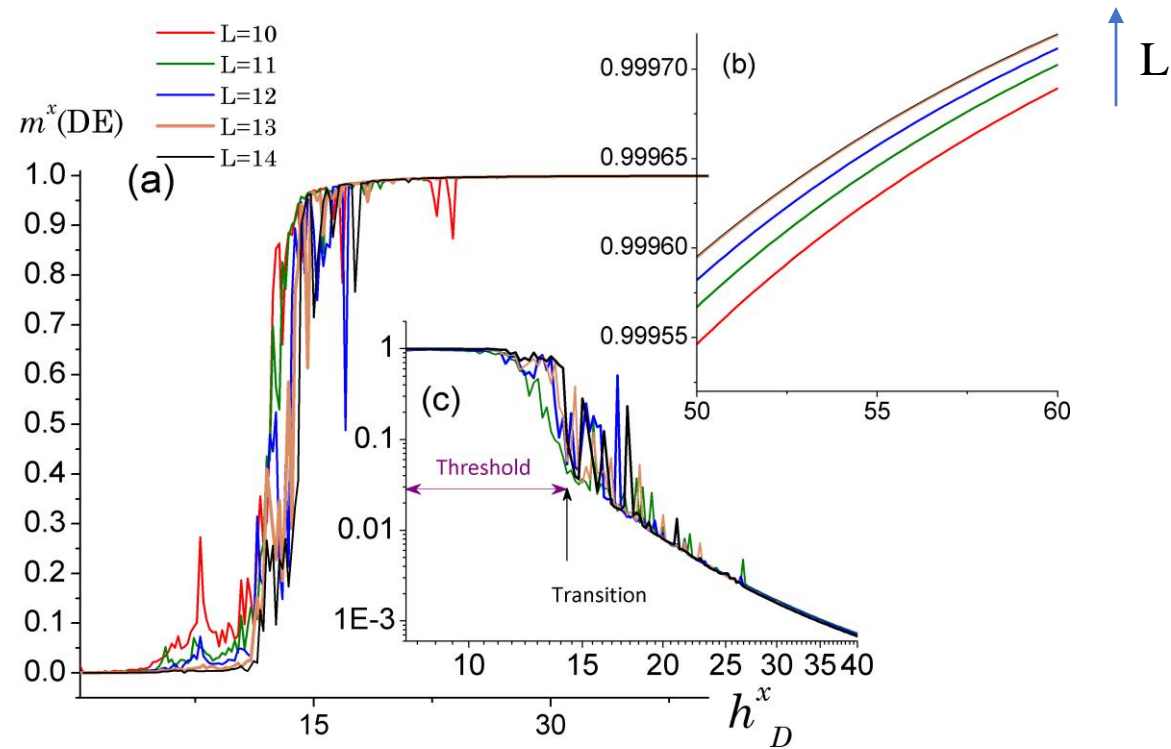 L=10
L=11
L=12
L=13
L=14
L
m^x(DE)
(a)
1.0
0.9
0.8
0.7
0.6
0.5
0.4
0.3
0.2
0.1
0.0
15
30
h^x_D
(b)
0.99970
0.99965
0.99960
0.99955
50
55
60
(c)
1
0.1
0.01
1E-3
Threshold
Transition
10
15
20
25
30
35
40